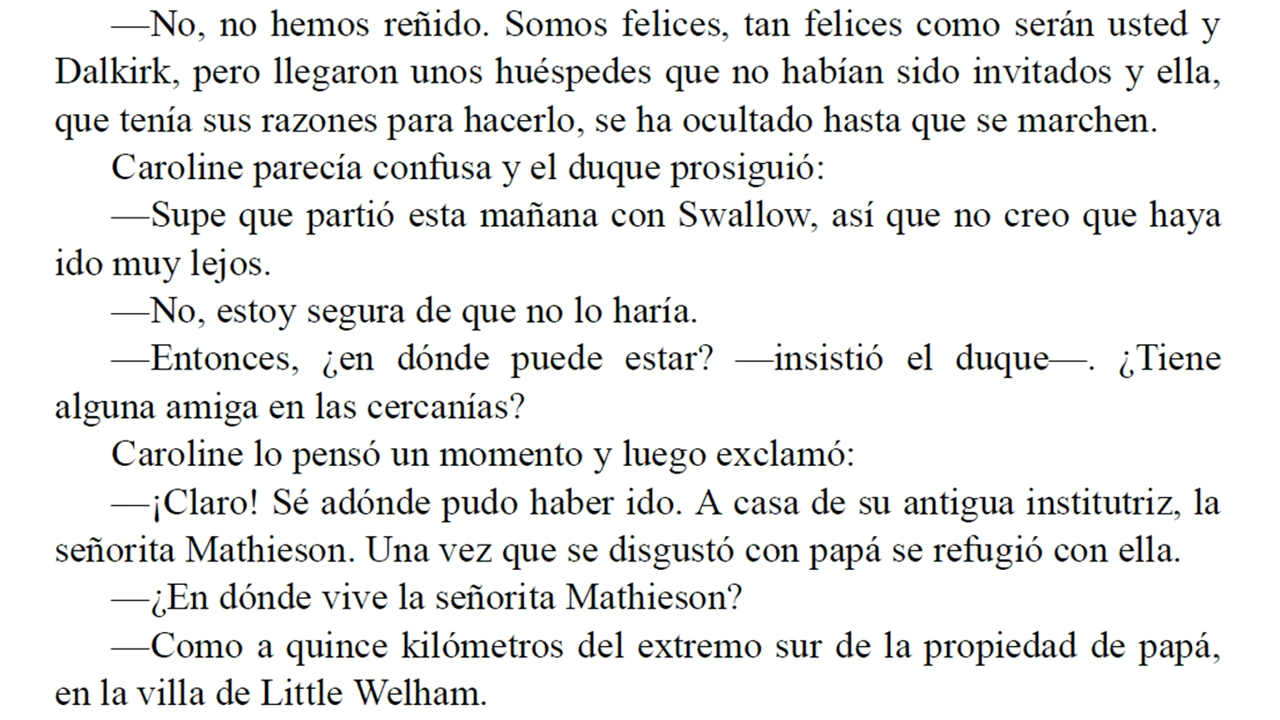 —No, no hemos reñido. Somos felices, tan felices como serán usted y
Dalkirk, pero llegaron unos huéspedes que no habían sido invitados y ella,
que tenía sus razones para hacerlo, se ha ocultado hasta que se marchen.
Caroline parecía confusa y el duque prosiguió:
—Supe que partió esta mañana con Swallow, así que no creo que haya
ido muy lejos.
—No, estoy segura de que no lo haría.
—Entonces, ¿en dónde puede estar? —insistió el duque—. ¿Tiene
alguna amiga en las cercanías?
Caroline lo pensó un momento y luego exclamó:
—¡Claro! Sé adónde pudo haber ido. A casa de su antigua institutriz, la
señorita Mathieson. Una vez que se disgustó con papá se refugió con ella.
—¿En dónde vive la señorita Mathieson?
—Como a quince kilómetros del extremo sur de la propiedad de papá,
en la villa de Little Welham.